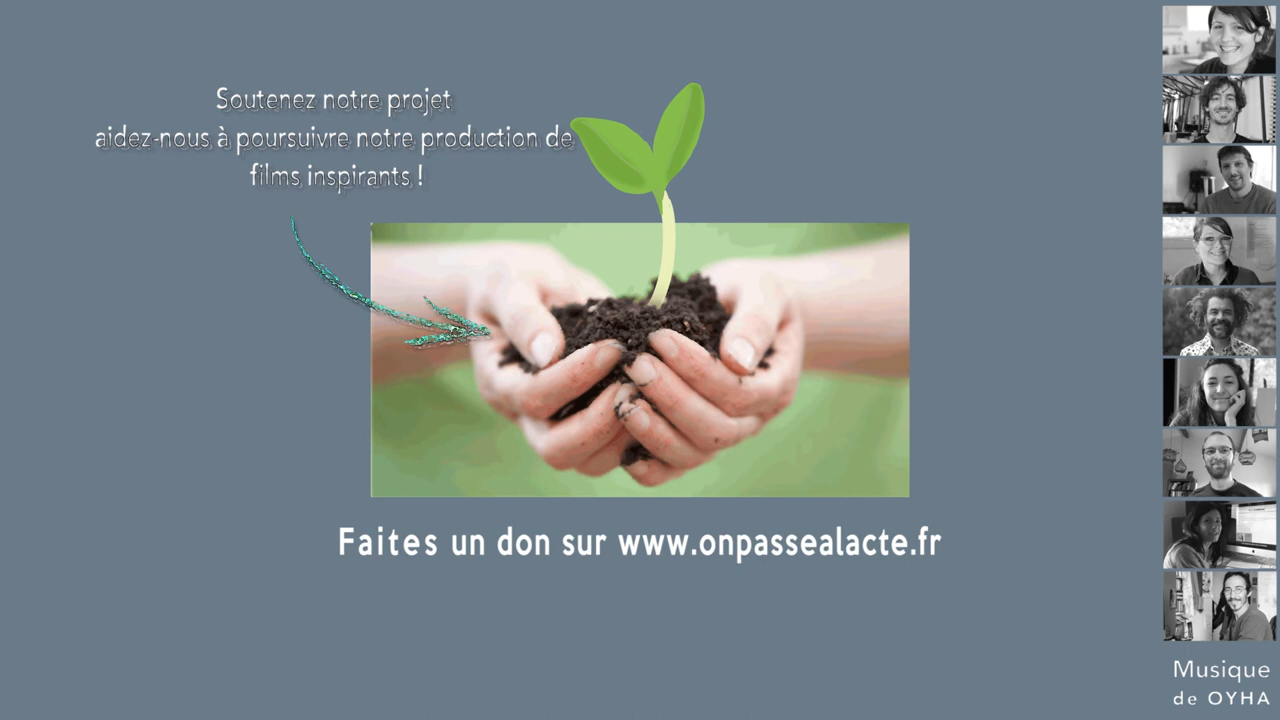 Soutenez notre projet
aidez-nous à poursuivre notre production de
films inspirants !
Faites un don sur www.onpassealacte.fr
Musique
de OYHA